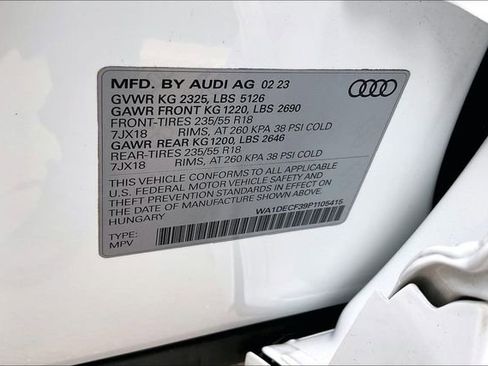 MFD. BY AUDI AG 02 23
GVWR KG 2325, LBS 5126
GAWR FRONT KG 1220, LBS 2690
FRONT-TIRES 235/55 R18
7JX18 RIMS, AT 260 KPA 38 PSI COLD
GAWR REAR KG1200, LBS 2646
REAR-TIRES 235/55 R18
7JX18 RIMS, AT 260 KPA 38 PSI COLD
THIS VEHICLE CONFORMS TO ALL APPLICABLE
U.S. FEDERAL MOTOR VEHICLE SAFETY AND
THEFT PREVENTION STANDARDS IN EFFECT ON
THE DATE OF MANUFACTURE SHOWN ABOVE.
HUNGARY
WA1DECF39P1105415
TYPE:
MPV